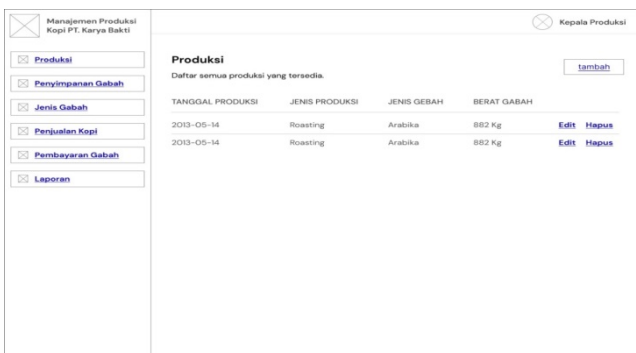 Manajemen Produksi
Kopi PT. Karya Bakti
Kepala Produksi
Produksi
Penyimpanan Gabah
Jenis Gabah
Penjualan Kopi
Pembayaran Gabah
Laporan
Produksi
Daftar semua produksi yang tersedia.
tambah
TANGGAL PRODUKSI JENIS PRODUKSI JENIS GEBAH BERAT GABAH
2013-05-14 Roasting Arabika 882 Kg Edit Hapus
2013-05-14 Roasting Arabika 882 Kg Edit Hapus